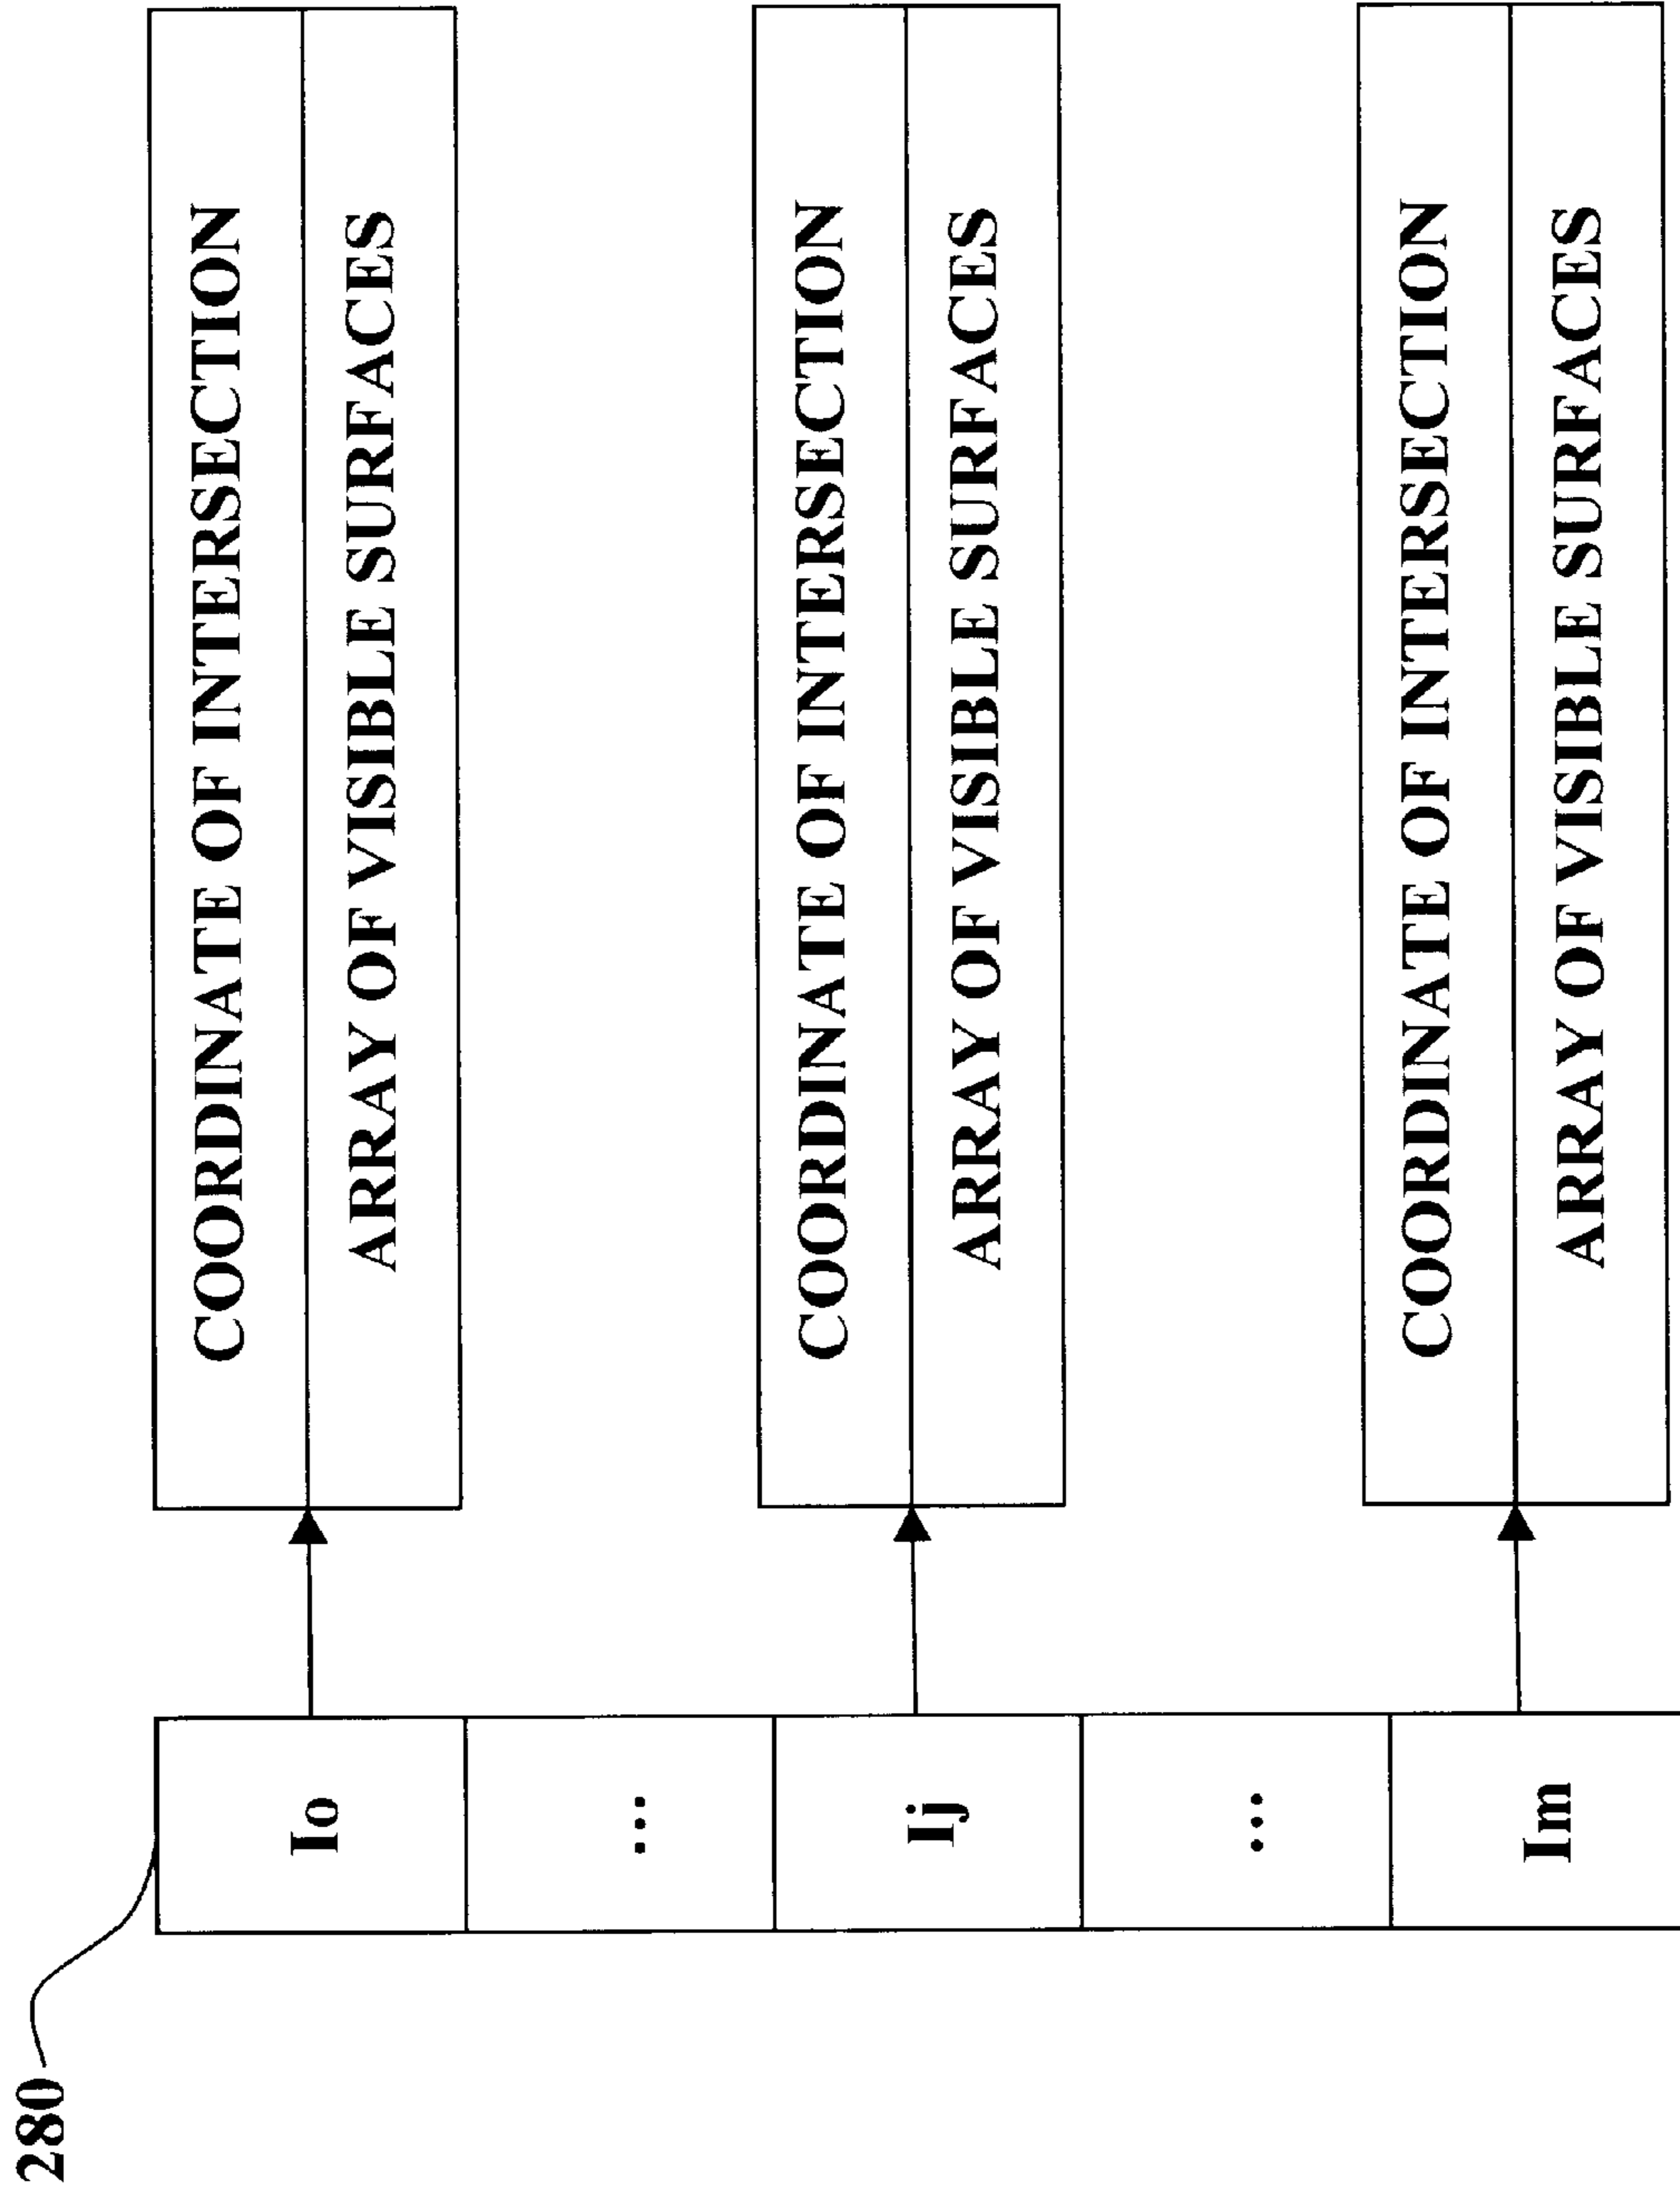 280
Io
COORDINATE OF INTERSECTION
ARRAY OF VISIBLE SURFACES
...
Ij
COORDINATE OF INTERSECTION
ARRAY OF VISIBLE SURFACES
...
Im
COORDINATE OF INTERSECTION
ARRAY OF VISIBLE SURFACES